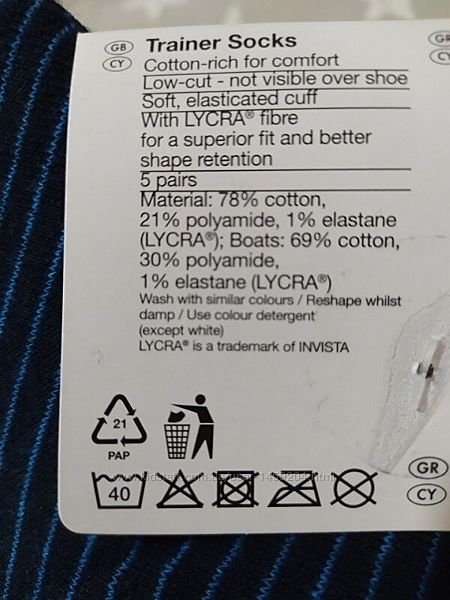 GB
CY
Trainer Socks
Cotton-rich for comfort
Low-cut - not visible over shoe
Soft, elasticated cuff
With LYCRA® fibre
for a superior fit and better
shape retention
5 pairs
Material: 78% cotton,
21% polyamide, 1% elastane
(LYCRA®); Boats: 69% cotton,
30% polyamide,
1% elastane (LYCRA®)
Wash with similar colours / Reshape whilst
damp / Use colour detergent
(except white)
LYCRA® is a trademark of INVISTA
21
PAP
40
GR
CY